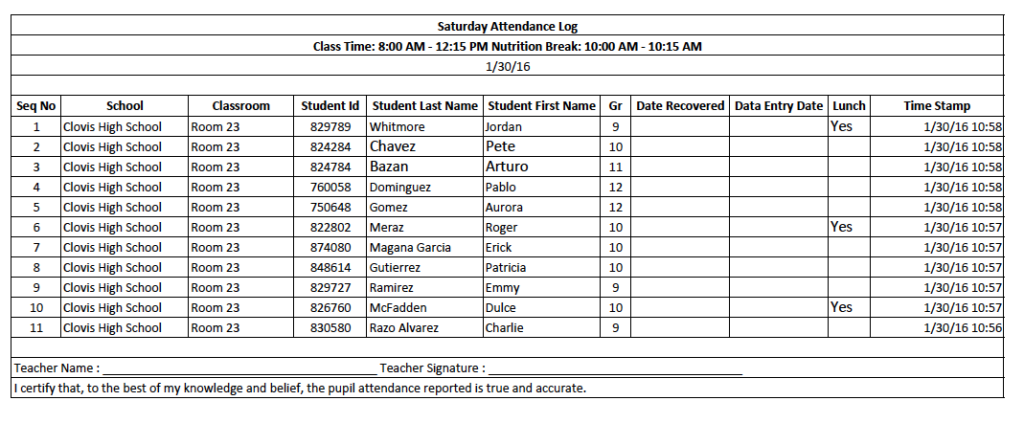 Saturday Attendance Log
Class Time: 8:00 AM - 12:15 PM Nutrition Break: 10:00 AM - 10:15 AM
1/30/16
Seq No School Classroom Student Id Student Last Name Student First Name Gr Date Recovered Data Entry Date Lunch Time Stamp
1 Clovis High School Room 23 829789 Whitmore Jordan 9 Yes 1/30/16 10:58
2 Clovis High School Room 23 824284 Chavez Pete 10 1/30/16 10:58
3 Clovis High School Room 23 824784 Bazan Arturo 11 1/30/16 10:58
4 Clovis High School Room 23 760058 Dominguez Pablo 12 1/30/16 10:58
5 Clovis High School Room 23 750648 Gomez Aurora 12 1/30/16 10:58
6 Clovis High School Room 23 822802 Meraz Roger 10 Yes 1/30/16 10:57
7 Clovis High School Room 23 874080 Magana Garcia Erick 10 1/30/16 10:57
8 Clovis High School Room 23 848614 Gutierrez Patricia 10 1/30/16 10:57
9 Clovis High School Room 23 829727 Ramirez Emmy 9 1/30/16 10:57
10 Clovis High School Room 23 826760 McFadden Dulce 10 Yes 1/30/16 10:57
11 Clovis High School Room 23 830580 Razo Alvarez Charlie 9 1/30/16 10:56
Teacher Name : Teacher Signature :
I certify that, to the best of my knowledge and belief, the pupil attendance reported is true and accurate.